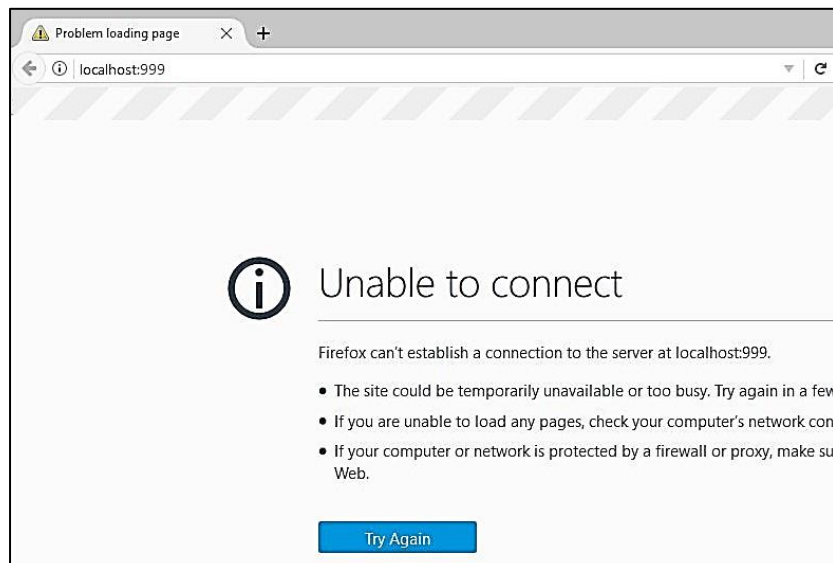 Problem loading page
localhost:999
Unable to connect
Firefox can't establish a connection to the server at localhost:999.
• The site could be temporarily unavailable or too busy. Try again in a few
• If you are unable to load any pages, check your computer's network con
• If your computer or network is protected by a firewall or proxy, make su
Web.
Try Again